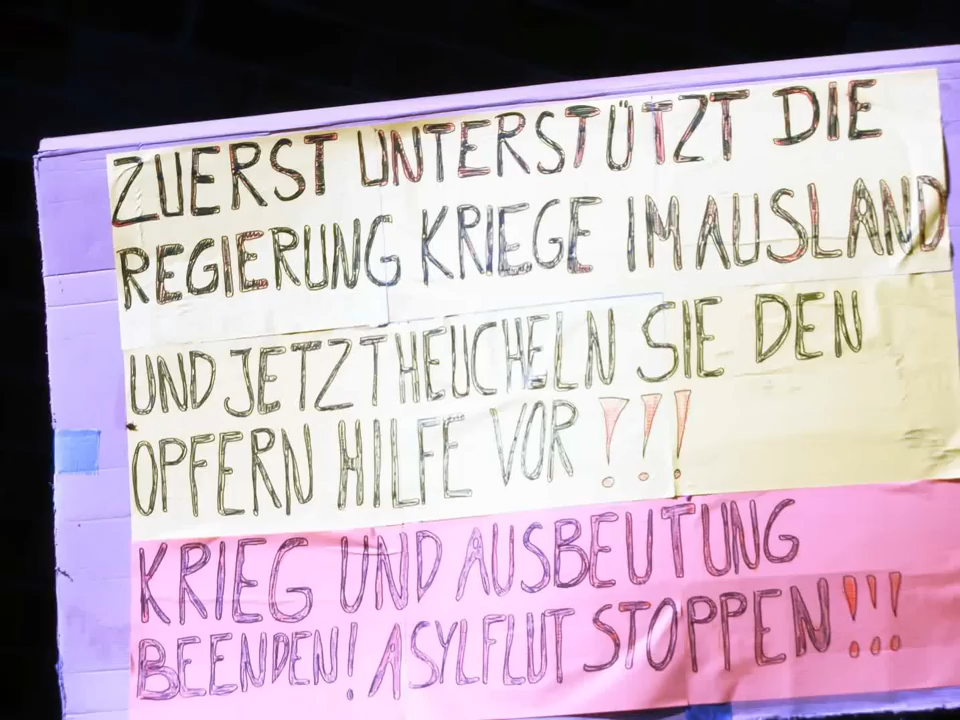 ZUERST UNTERSTÜTZT DIE
REGIERUNG KRIEGE IM AUSLAND
UND JETZT HEUCHELN SIE DEN
OPFERN HILFE VOR !!!
KRIEG UND AUSBEUTUNG
BEENDEN! ASYLFLUT STOPPEN!!!